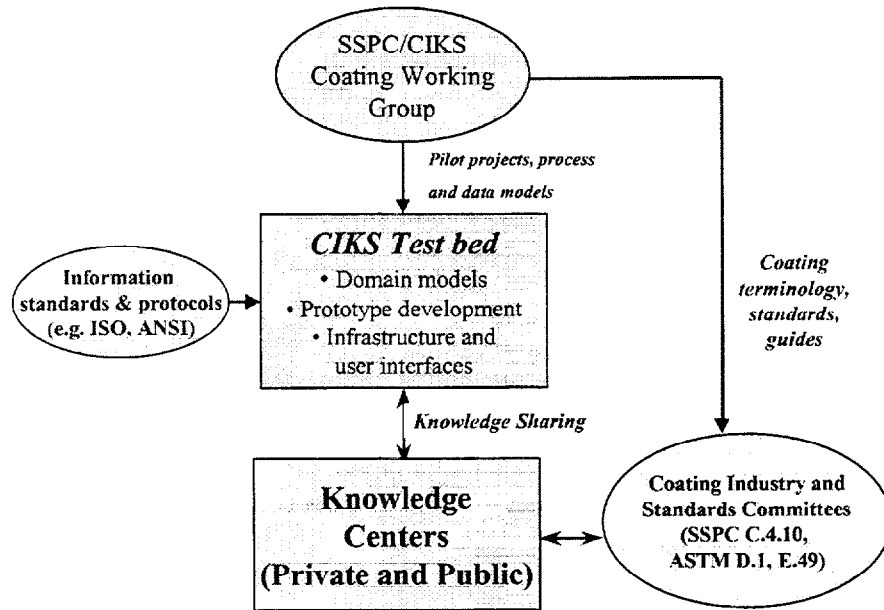 SSPC/CIKS
Coating Working
Group
Pilot projects, process
and data models
CIKS Test bed
• Domain models
• Prototype development
• Infrastructure and
user interfaces
Information
standards & protocols
(e.g. ISO, ANSI)
Coating
terminology,
standards,
guides
Knowledge Sharing
Knowledge
Centers
(Private and Public)
Coating Industry and
Standards Committees
(SSPC C.4.10,
ASTM D.1, E.49)